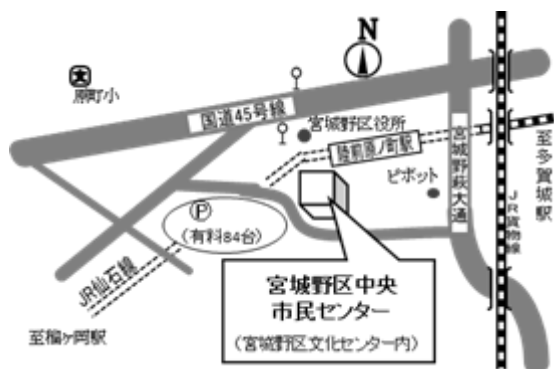 N
原町小
国道45号線
宮城野区役所
陸前原ノ町駅
宮城野萩大通
至多賀城駅
ピボット
JR貨物線
P
(有料84台)
JR仙石線
至榴ヶ岡駅
宮城野区中央
市民センター
(宮城野区文化センター内)